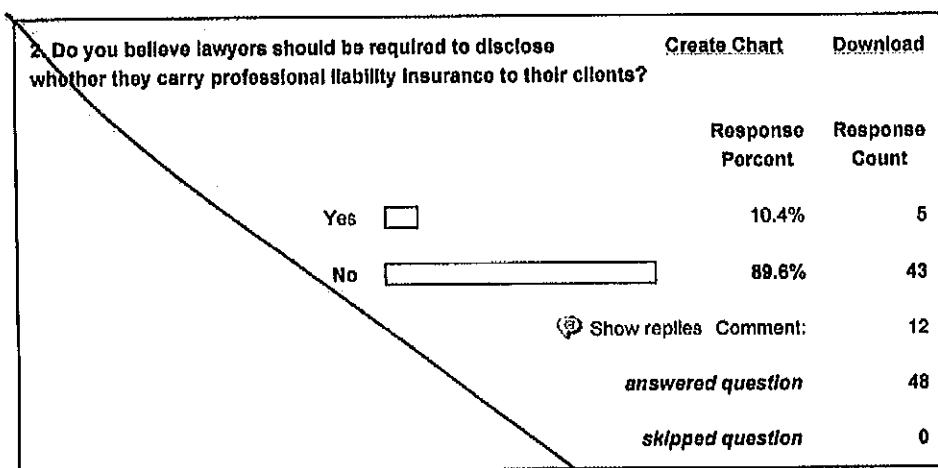 2. Do you believe lawyers should be required to disclose Create Chart Download
whether they carry professional liability insurance to their clients?
Response Response
Percent Count
Yes 10.4% 5
No 89.6% 43
Show replies Comment: 12
answered question 48
skipped question 0